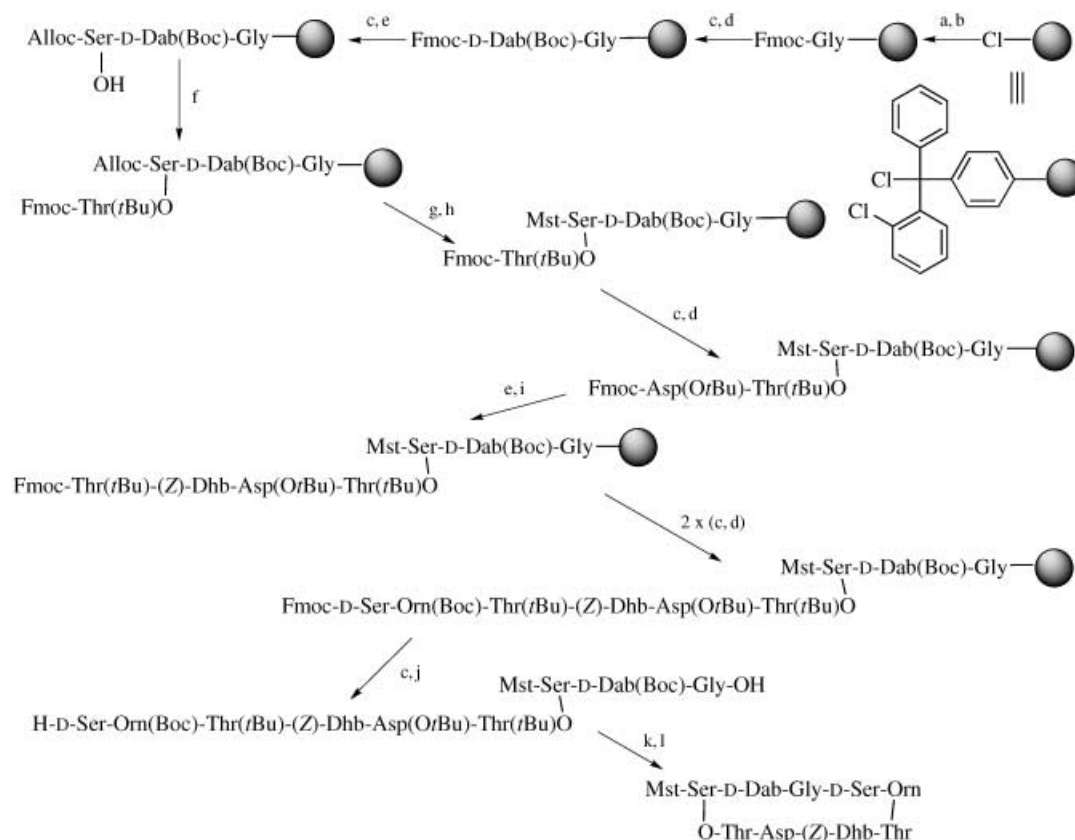 Alloc-Ser-D-Dab(Boc)-Gly
c, e
Fmoc-D-Dab(Boc)-Gly
c, d
Fmoc-Gly
a, b
Cl
OH
f
Alloc-Ser-D-Dab(Boc)-Gly
Fmoc-Thr(tBu)O
Cl
Cl
g, h
Mst-Ser-D-Dab(Boc)-Gly
Fmoc-Thr(tBu)O
c, d
Mst-Ser-D-Dab(Boc)-Gly
Fmoc-Asp(OtBu)-Thr(tBu)O
e, i
Mst-Ser-D-Dab(Boc)-Gly
Fmoc-Thr(tBu)-(Z)-Dhb-Asp(OtBu)-Thr(tBu)O
2 x (c, d)
Mst-Ser-D-Dab(Boc)-Gly
Fmoc-D-Ser-Orn(Boc)-Thr(tBu)-(Z)-Dhb-Asp(OtBu)-Thr(tBu)O
c, j
Mst-Ser-D-Dab(Boc)-Gly-OH
H-D-Ser-Orn(Boc)-Thr(tBu)-(Z)-Dhb-Asp(OtBu)-Thr(tBu)O
k, l
Mst-Ser-D-Dab-Gly-D-Ser-Orn
O-Thr-Asp-(Z)-Dhb-Thr